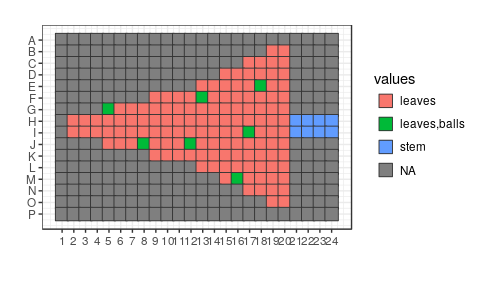 values
leaves
leaves,balls
stem
NA
A
B
C
D
E
F
G
H
I
J
K
L
M
N
O
P
1 2 3 4 5 6 7 8 9 10 11 12 13 14 15 16 17 18 19 20 21 22 23 24